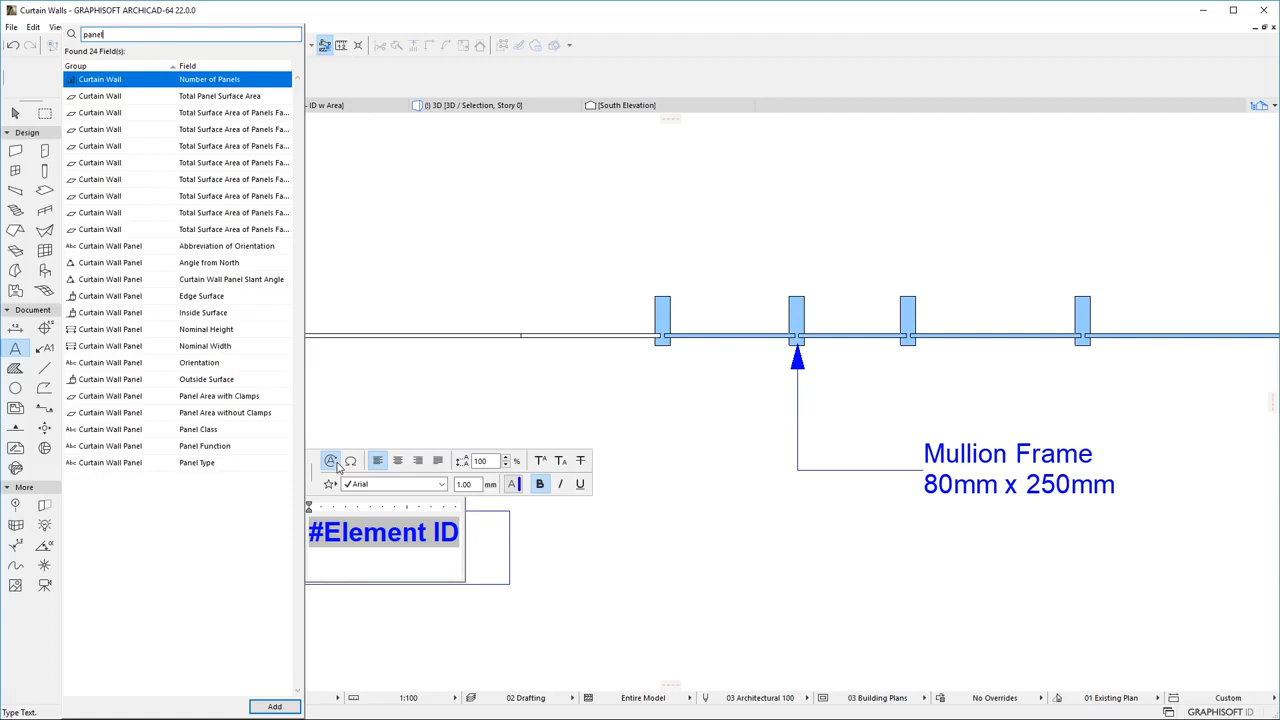 Curtain Walls - GRAPHISOFT ARCHICAD-64 22.0.0
File Edit
panel
Found 24 Field(s):
Group Field
Curtain Wall Number of Panels
Curtain Wall Total Panel Surface Area
Curtain Wall Total Surface Area of Panels Fa...
Curtain Wall Total Surface Area of Panels Fa...
Curtain Wall Total Surface Area of Panels Fa...
Curtain Wall Total Surface Area of Panels Fa...
Curtain Wall Total Surface Area of Panels Fa...
Curtain Wall Total Surface Area of Panels Fa...
Curtain Wall Total Surface Area of Panels Fa...
Curtain Wall Total Surface Area of Panels Fa...
Abc Curtain Wall Panel Abbreviation of Orientation
Curtain Wall Panel Angle from North
Curtain Wall Panel Curtain Wall Panel Slant Angle
Curtain Wall Panel Edge Surface
Curtain Wall Panel Inside Surface
Curtain Wall Panel Nominal Height
Curtain Wall Panel Nominal Width
Abc Curtain Wall Panel Orientation
Curtain Wall Panel Outside Surface
Curtain Wall Panel Panel Area with Clamps
Curtain Wall Panel Panel Area without Clamps
Abc Curtain Wall Panel Panel Class
Abc Curtain Wall Panel Panel Function
Abc Curtain Wall Panel Panel Type
Add
Design
Document
More
Type Text.
- ID w Area]
(!) 3D [3D / Selection, Story 0]
[South Elevation]
100 %
Arial 1.00 mm A B I U
#Element ID
Mullion Frame
80mm x 250mm
1:100 02 Drafting Entire Model 03 Architectural 100 03 Building Plans No Overrides 01 Existing Plan Custom
GRAPHISOFT ID